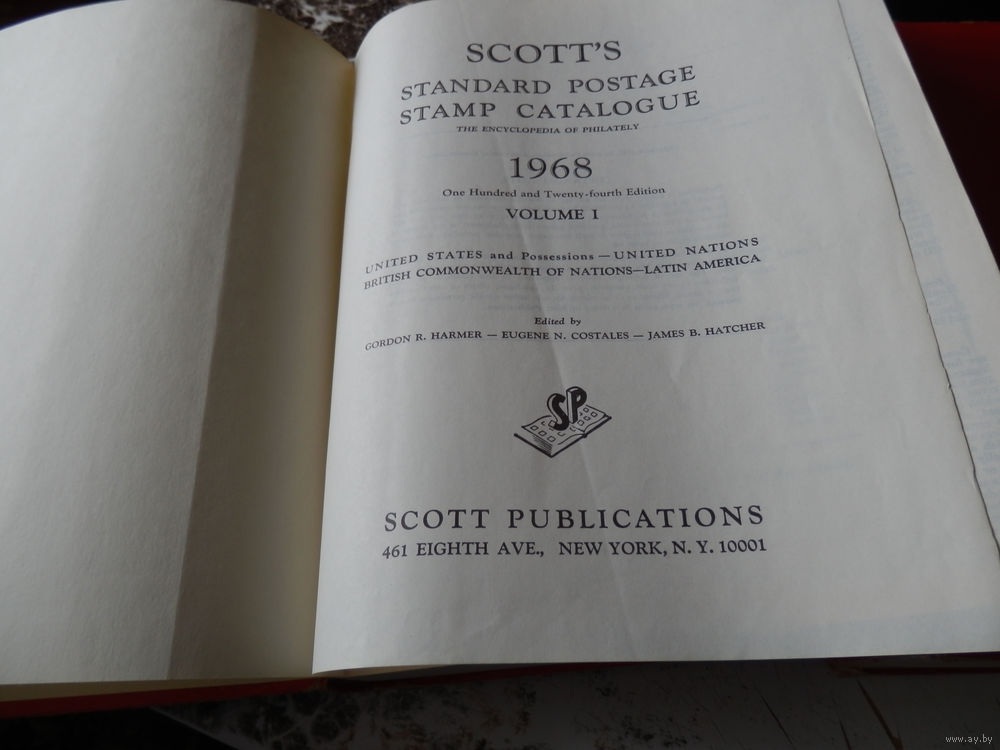 SCOTT'S
STANDARD POSTAGE
STAMP CATALOGUE
THE ENCYCLOPEDIA OF PHILATELY
1968
One Hundred and Twenty-fourth Edition
VOLUME I
UNITED STATES and Possessions — UNITED NATIONS
BRITISH COMMONWEALTH OF NATIONS—LATIN AMERICA
Edited by
GORDON R. HARMER — EUGENE N. COSTALES — JAMES B. HATCHER
SP
SCOTT PUBLICATIONS
461 EIGHTH AVE., NEW YORK, N. Y. 10001
www.ay.by